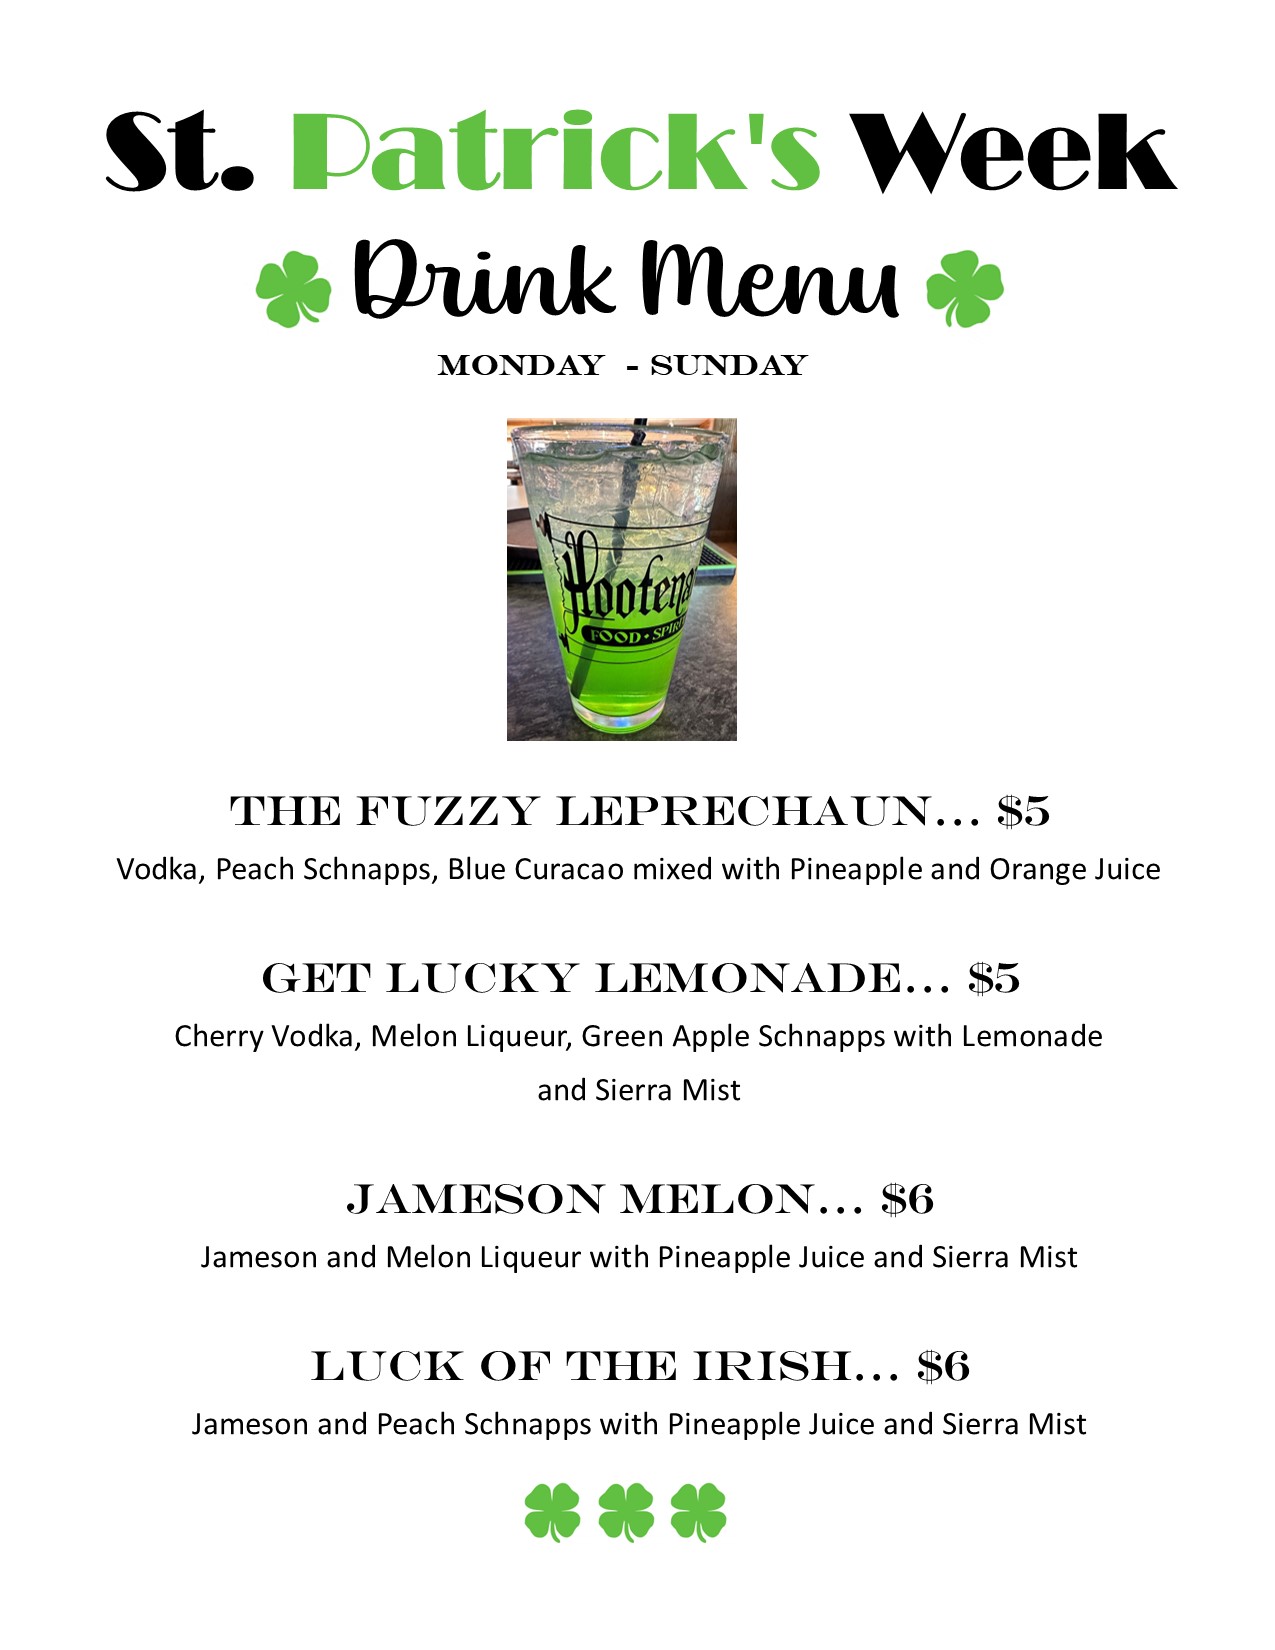 St. Patrick's Week
Drink Menu
MONDAY - SUNDAY
FOOD •
THE FUZZY LEPRECHAUN... $5
Vodka, Peach Schnapps, Blue Curacao mixed with Pineapple and Orange Juice
GET LUCKY LEMONADE... $5
Cherry Vodka, Melon Liqueur, Green Apple Schnapps with Lemonade
and Sierra Mist
JAMESON MELON... $6
Jameson and Melon Liqueur with Pineapple Juice and Sierra Mist
LUCK OF THE IRISH... $6
Jameson and Peach Schnapps with Pineapple Juice and Sierra Mist